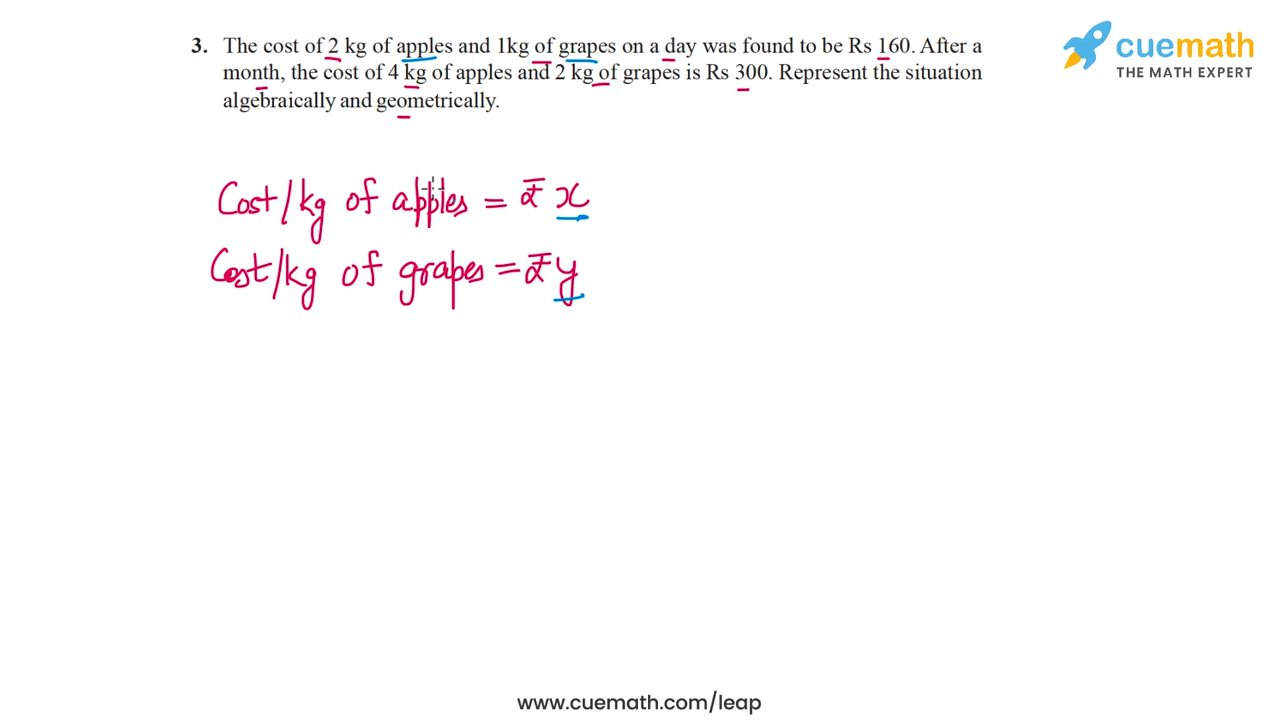 3. The cost of 2 kg of apples and 1kg of grapes on a day was found to be Rs 160. After a
month, the cost of 4 kg of apples and 2 kg of grapes is Rs 300. Represent the situation
algebraically and geometrically.
cuemath
THE MATH EXPERT
Cost/kg of apples = ₹ x
Cost/kg of grapes = ₹ y
www.cuemath.com/leap